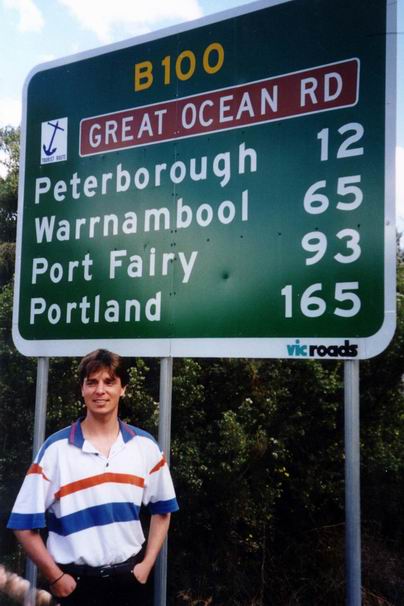 B100
GREAT OCEAN RD
TOURIST ROUTE
Peterborough 12
Warrnambool 65
Port Fairy 93
Portland 165
vicroads